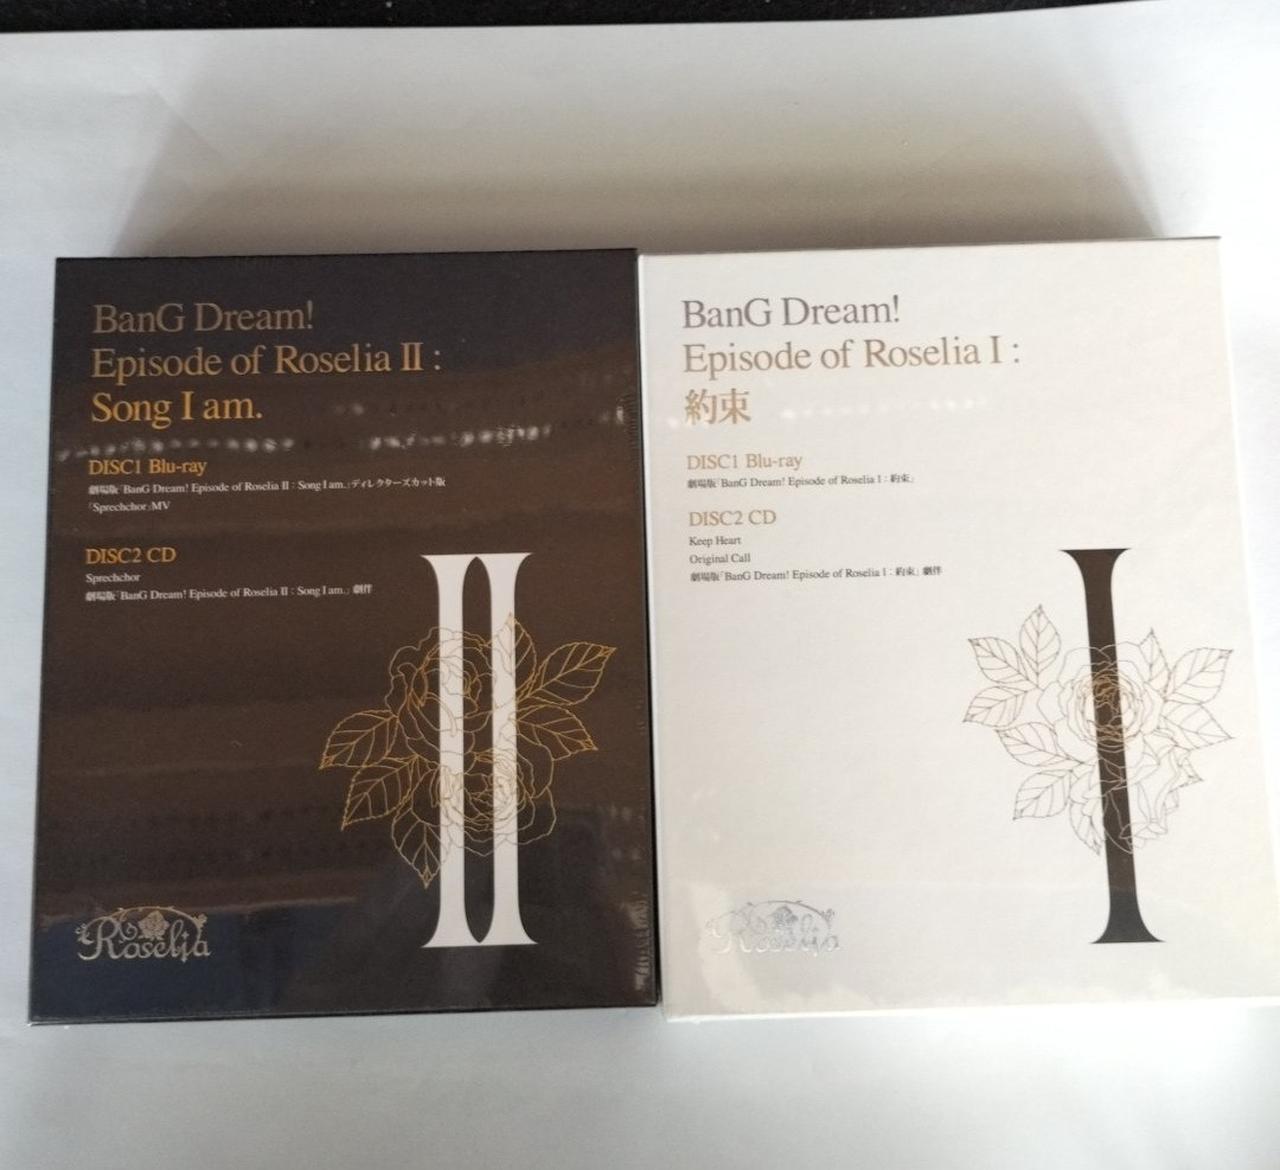 BanG Dream!
Episode of Roselia II :
Song I am.
DISC1 Blu-ray
劇場版「BanG Dream! Episode of Roselia II : Song I am.」ディレクターズカット版
「Sprechchor」MV
DISC2 CD
Sprechchor
劇場版「BanG Dream! Episode of Roselia II : Song I am.」劇伴
II
Roselia
BanG Dream!
Episode of Roselia I :
約束
DISC1 Blu-ray
劇場版「BanG Dream! Episode of Roselia I : 約束」
DISC2 CD
Keep Heart
Original Call
劇場版「BanG Dream! Episode of Roselia I : 約束」劇伴
I
Roselia